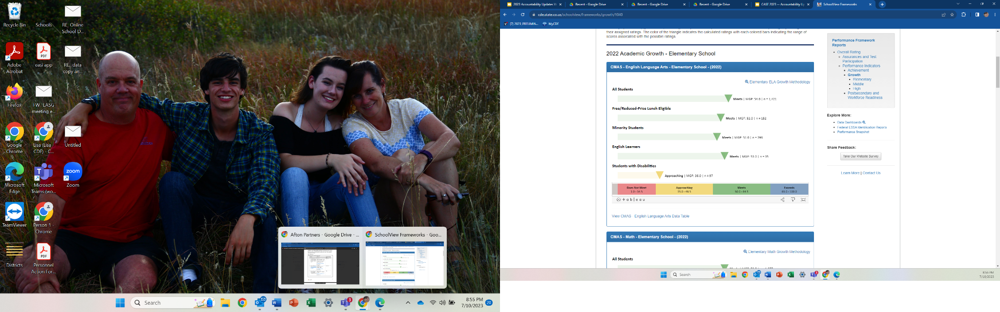 Recycle Bin
Schools
RE_Online
School D...
Adobe
Acrobat
easi app
RE_ data
copy an...
Firefox
FW_LASG
meeting e...
Google
Chrome
Lisa (Lisa -
CDE) - C...
Untitled
Microsoft
Edge
Microsoft
Teams (wo...
zoom
Zoom
TeamViewer
Person 1 -
Chrome
Districts
Personnel
Action For...
PDF
PDF
Afton Partners - Google Drive - ...
SchoolView Frameworks - Goo...
Search
8:55 PM
7/10/2023
20
2023 Accountability Updates W
Recent - Google Drive
Recent - Google Drive
Recent - Google Drive
CASE 2023 -- Accountability Up
SchoolView Frameworks
cde.state.co.us/schoolview/frameworks/growth/1040
(7) 2023_PRELIMIN...
MyCDE
their assigned ratings. The color of the triangle indicates the calculated ratings with each colored bars indicating the range of
scores associated with the possible ratings.
2022 Academic Growth - Elementary School
CMAS - English Language Arts - Elementary School - (2022)
Elementary ELA Growth Methodology
All Students
Meets | MGP: 54.0 | n = 1,421
Free/Reduced-Price Lunch Eligible
Meets | MGP: 52.0 | n = 152
Minority Students
Meets | MGP: 51.0 | n = 396
English Learners
Meets | MGP: 53.0 | n = 35
Students with Disabilities
Approaching | MGP: 36.0 | n = 97
Does Not Meet
1.0 - 34.5
Approaching
35.0 - 49.5
Meets
50.0 - 64.5
Exceeds
65.0 - 100.0
+ a b l e a u
View CMAS - English Language Arts Data Table
CMAS - Math - Elementary School - (2022)
Elementary Math Growth Methodology
All Students
Performance Framework
Reports
Overall Rating
Assurances and Test
Participation
Performance Indicators
Achievement
Growth
Elementary
Middle
High
Postsecondary and
Workforce Readiness
Explore More:
Data Dashboards
Federal ESSA Identification Reports
Performance Snapshot
Share Feedback:
Take Our Website Survey
Learn More | Contact Us
Search
8:55 PM
7/10/2023